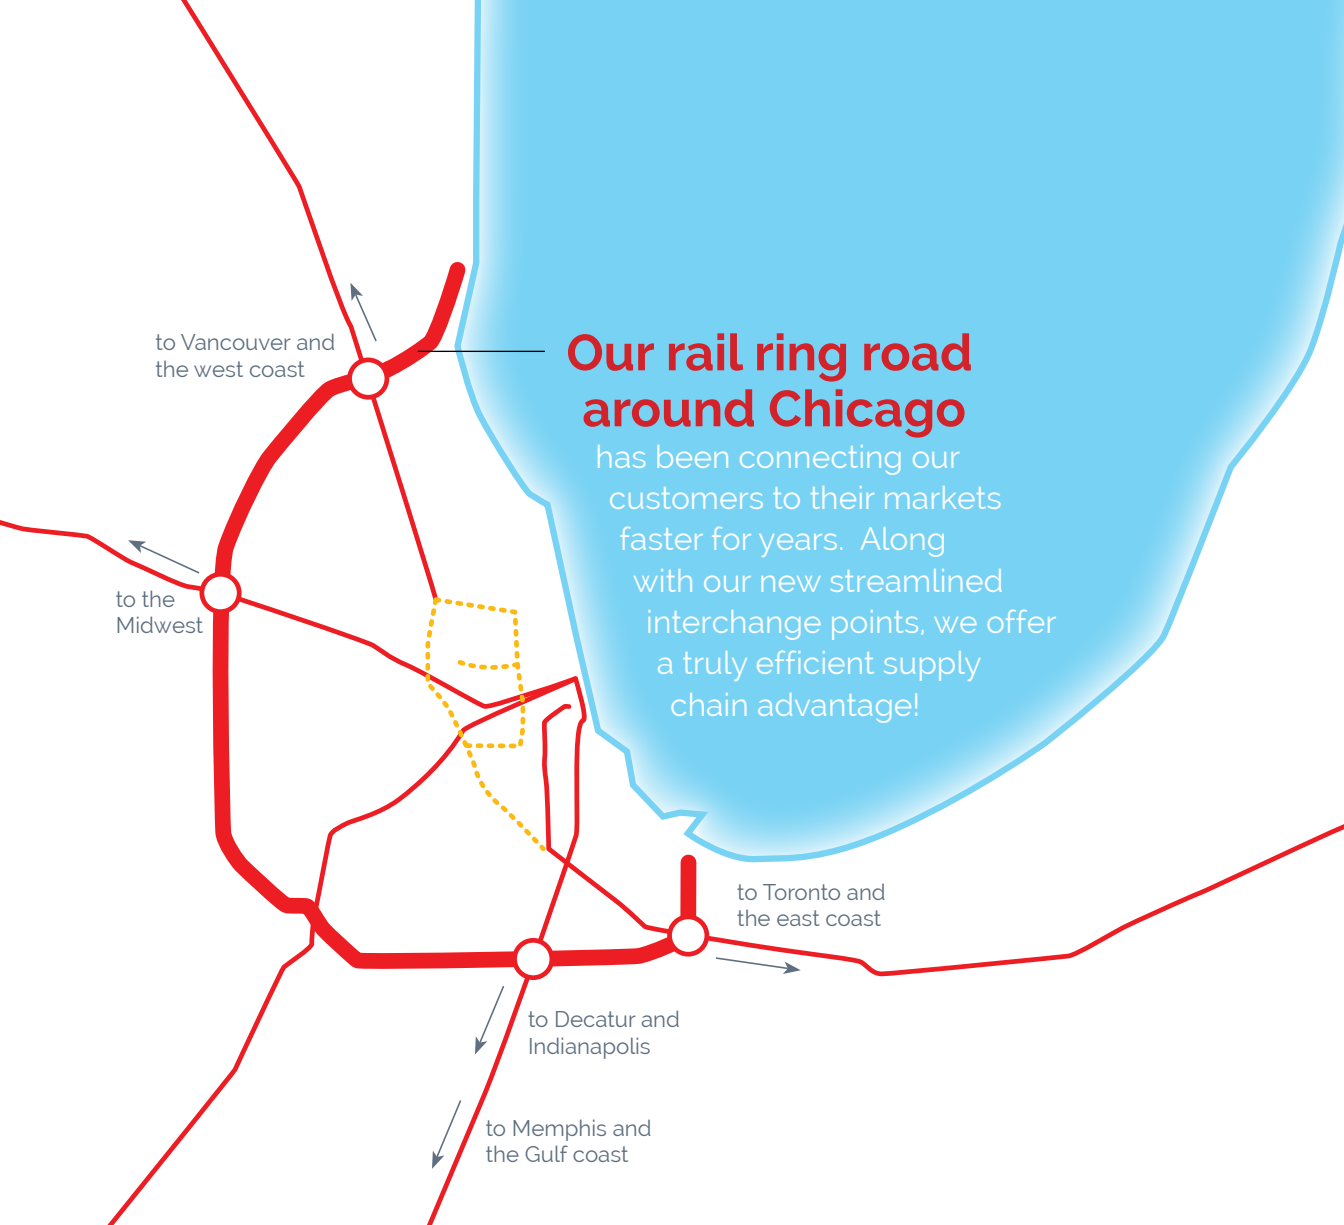 to Vancouver and
the west coast
Our rail ring road
around Chicago
has been connecting our
customers to their markets
faster for years.  Along
with our new streamlined
interchange points, we offer
a truly efficient supply
chain advantage!
to the
Midwest
to Toronto and
the east coast
to Decatur and
Indianapolis
to Memphis and
the Gulf coast